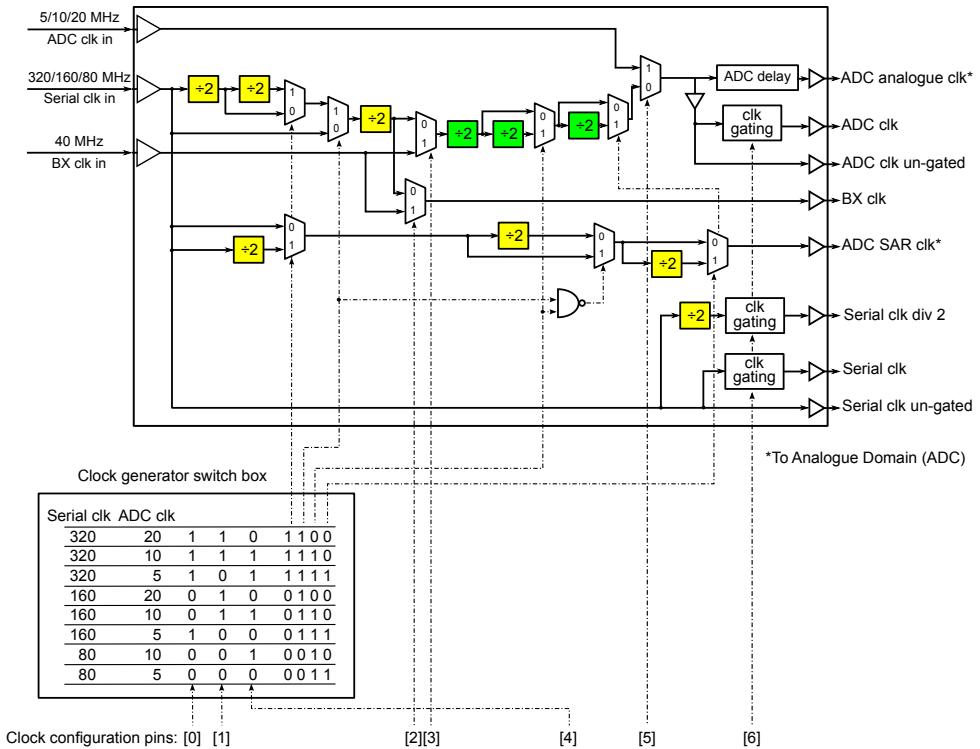 5/10/20 MHz
ADC clk in
320/160/80 MHz
Serial clk in
40 MHz
BX clk in
÷2
÷2
1
0
1
0
÷2
0
1
÷2
÷2
0
1
÷2
0
1
1
0
0
1
ADC delay
clk
gating
ADC analogue clk*
ADC clk
ADC clk un-gated
BX clk
÷2
0
1
÷2
0
1
÷2
0
1
ADC SAR clk*
÷2
clk
gating
Serial clk div 2
clk
gating
Serial clk
Serial clk un-gated
*To Analogue Domain (ADC)
Clock generator switch box
Serial clk ADC clk
320 20 1 1 0 1 1 0 0
320 10 1 1 1 1 1 1 0
320 5 1 0 1 1 1 1 1
160 20 0 1 0 0 1 0 0
160 10 0 1 1 0 1 1 0
160 5 1 0 0 0 1 1 1
80 10 0 0 1 0 0 1 0
80 5 0 0 0 0 0 1 1
Clock configuration pins: [0] [1] [2][3] [4] [5] [6]